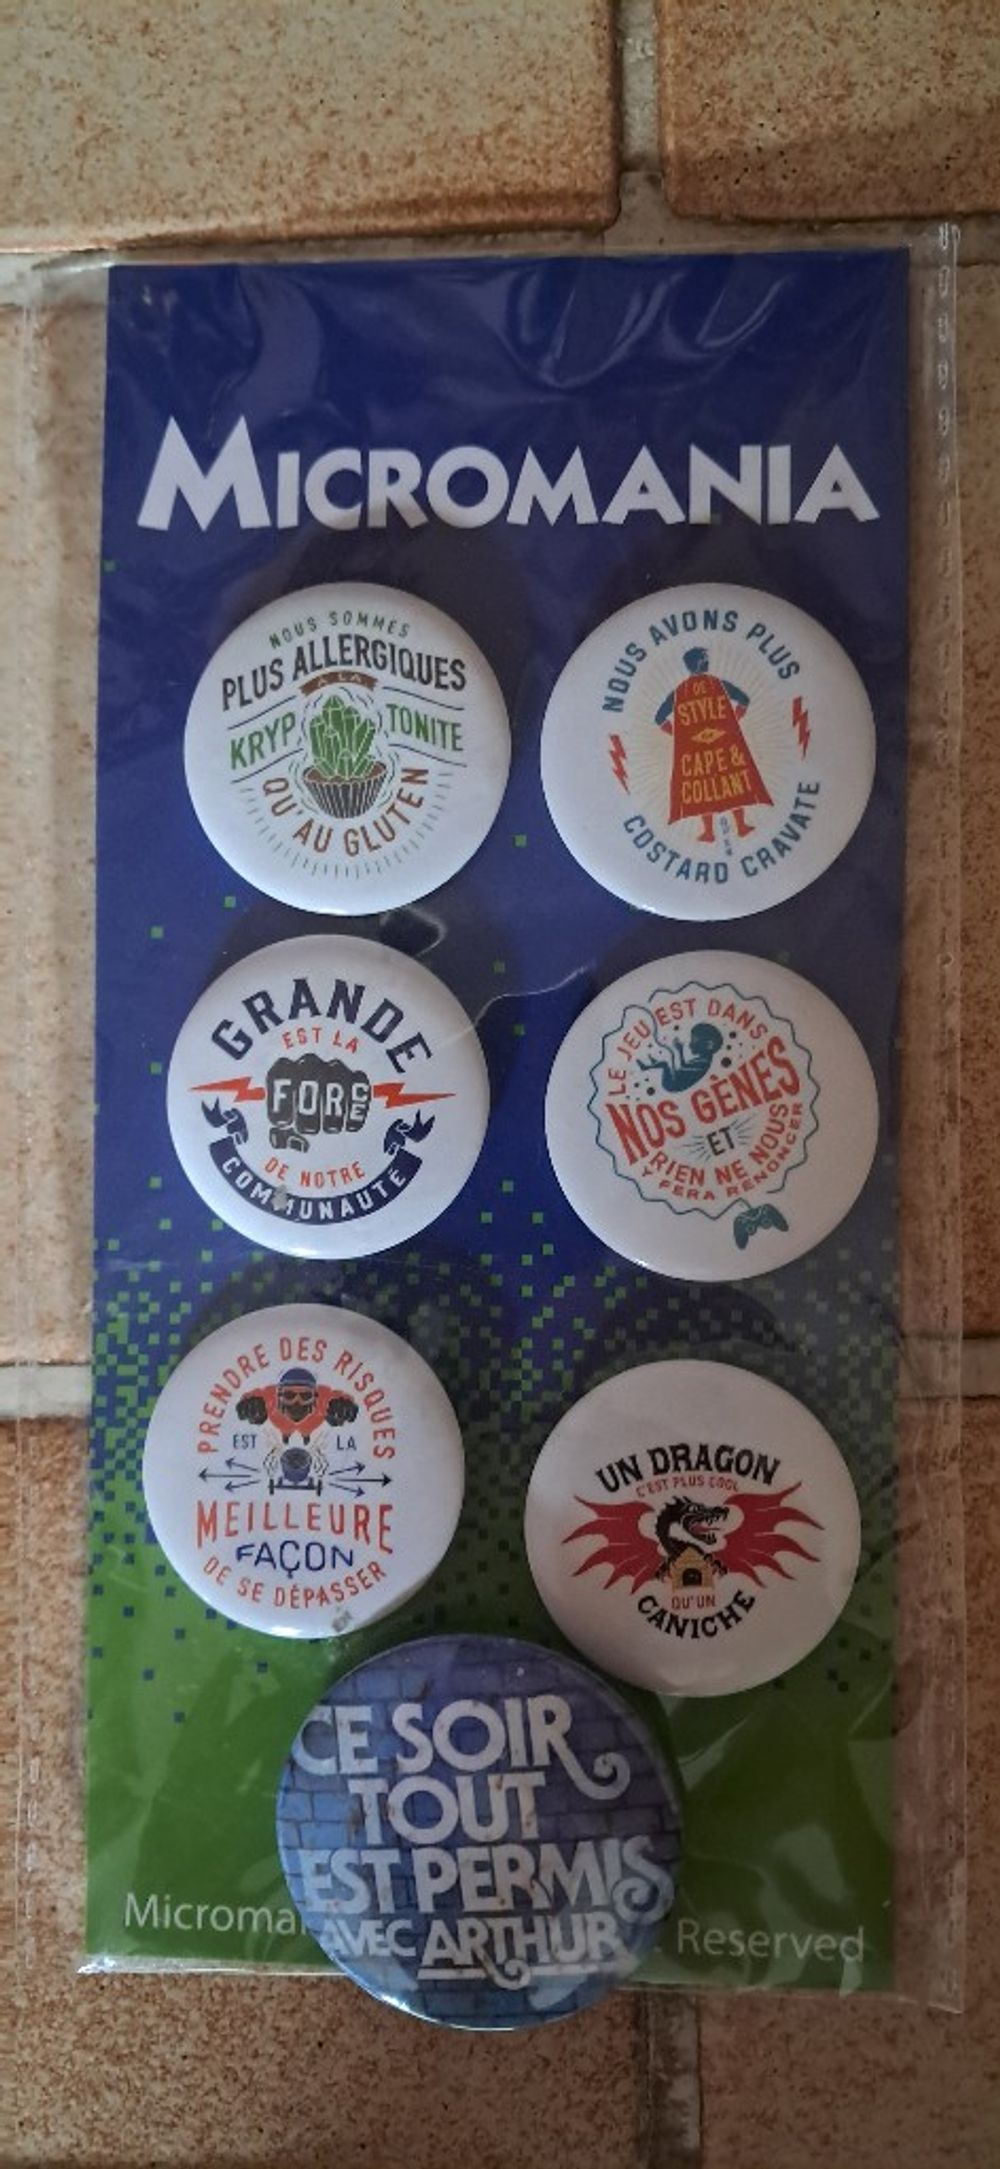 MICROMANIA
NOUS SOMMES
PLUS ALLERGIQUES
À LA
KRYP TONITE
QU'AU GLUTEN
NOUS AVONS PLUS
DE
STYLE
CAPE &
COLLANT
QU'EN
COSTARD CRAVATE
GRANDE
EST LA
FORCE
DE NOTRE
COMMUNAUTÉ
LE JEU EST DANS
NOS GÈNES
ET
RIEN NE NOUS
Y FERA RENONCER
PRENDRE DES RISQUES
EST LA
MEILLEURE
FAÇON
DE SE DÉPASSER
UN DRAGON
C'EST PLUS COOL
QU'UN
CANICHE
CE SOIR
TOUT
EST PERMIS
AVEC ARTHUR
Microma Reserved